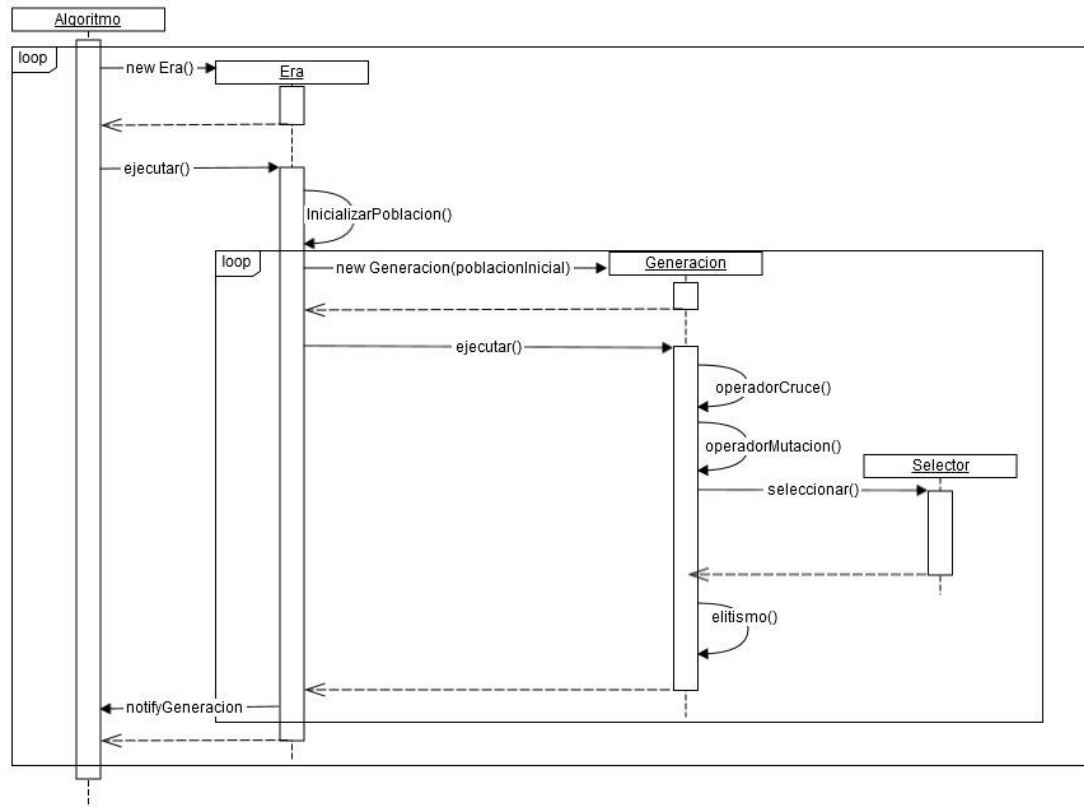 Algoritmo
loop
new Era()
Era
ejecutar()
InicializarPoblacion()
loop
new Generacion(poblacionInicial)
Generacion
ejecutar()
operadorCruce()
operadorMutacion()
Selector
seleccionar()
elitismo()
notifyGeneracion